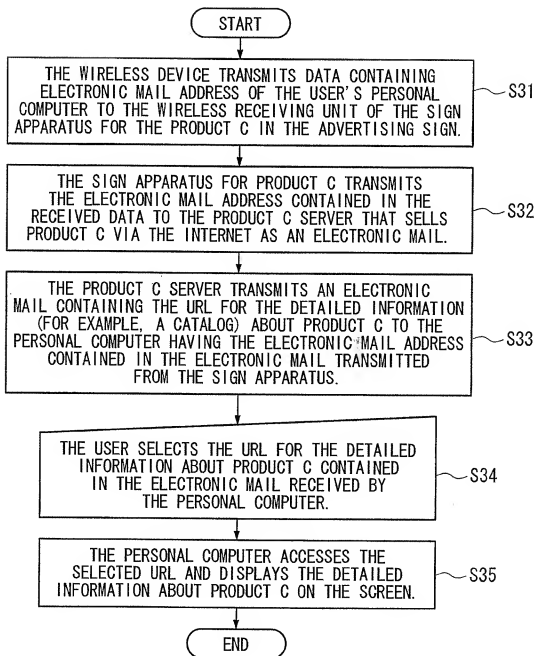 START
THE WIRELESS DEVICE TRANSMITS DATA CONTAINING
ELECTRONIC MAIL ADDRESS OF THE USER'S PERSONAL
COMPUTER TO THE WIRELESS RECEIVING UNIT OF THE SIGN
APPARATUS FOR THE PRODUCT C IN THE ADVERTISING SIGN.
S31
THE SIGN APPARATUS FOR PRODUCT C TRANSMITS
THE ELECTRONIC MAIL ADDRESS CONTAINED IN THE
RECEIVED DATA TO THE PRODUCT C SERVER THAT SELLS
PRODUCT C VIA THE INTERNET AS AN ELECTRONIC MAIL.
S32
THE PRODUCT C SERVER TRANSMITS AN ELECTRONIC
MAIL CONTAINING THE URL FOR THE DETAILED INFORMATION
(FOR EXAMPLE, A CATALOG) ABOUT PRODUCT C TO THE
PERSONAL COMPUTER HAVING THE ELECTRONIC MAIL ADDRESS
CONTAINED IN THE ELECTRONIC MAIL TRANSMITTED
FROM THE SIGN APPARATUS.
S33
THE USER SELECTS THE URL FOR THE DETAILED
INFORMATION ABOUT PRODUCT C CONTAINED
IN THE ELECTRONIC MAIL RECEIVED BY
THE PERSONAL COMPUTER.
S34
THE PERSONAL COMPUTER ACCESSES THE
SELECTED URL AND DISPLAYS THE DETAILED
INFORMATION ABOUT PRODUCT C ON THE SCREEN.
S35
END